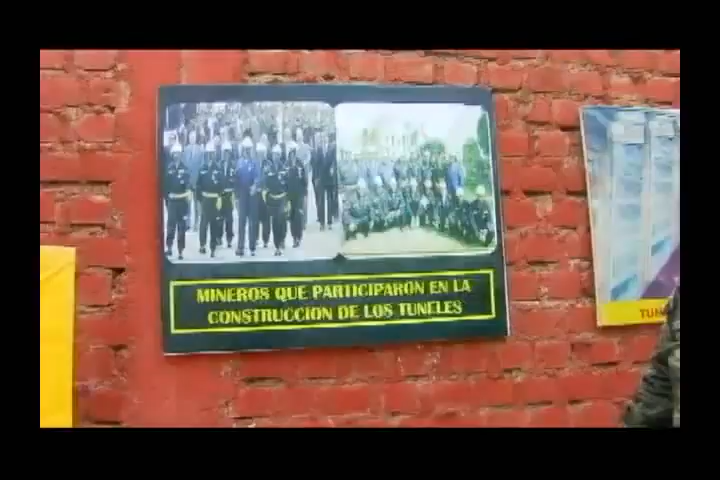 MINEROS QUE PARTICIPARON EN LA
CONSTRUCCION DE LOS TUNELES